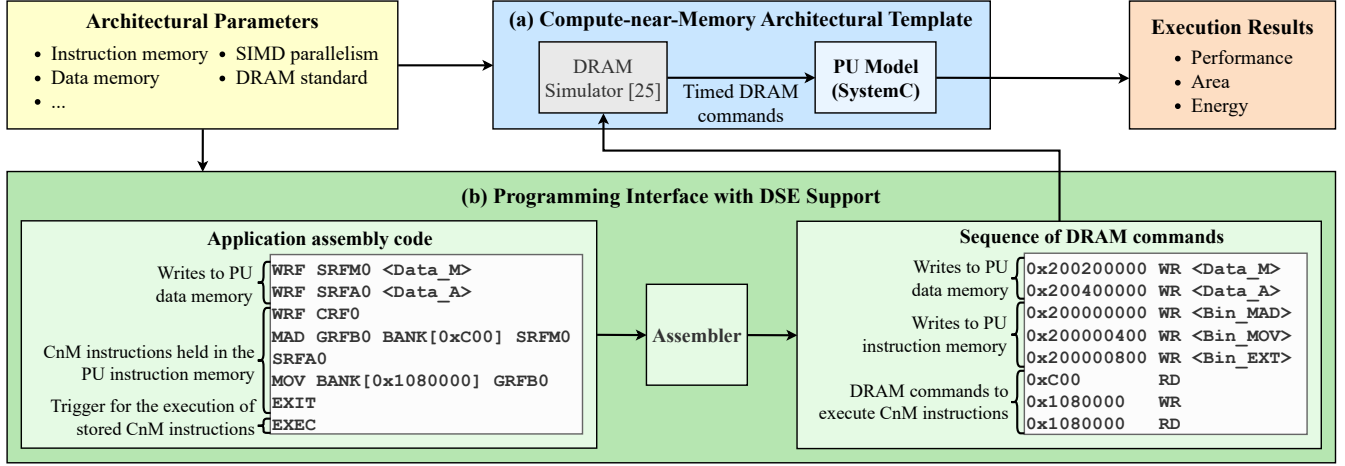 Architectural Parameters
• Instruction memory • SIMD parallelism
• Data memory • DRAM standard
• ...
(a) Compute-near-Memory Architectural Template
DRAM
Simulator [25]
Timed DRAM
commands
PU Model
(SystemC)
Execution Results
• Performance
• Area
• Energy
(b) Programming Interface with DSE Support
Application assembly code
Writes to PU
data memory
CnM instructions held in the
PU instruction memory
Trigger for the execution of
stored CnM instructions
WRF SRFM0 <Data_M>
WRF SRFA0 <Data_A>
WRF CRF0
MAD GRFB0 BANK[0xC00] SRFM0
SRFA0
MOV BANK[0x1080000] GRFB0
EXIT
EXEC
Assembler
Sequence of DRAM commands
Writes to PU
data memory
Writes to PU
instruction memory
DRAM commands to
execute CnM instructions
0x200200000 WR <Data_M>
0x200400000 WR <Data_A>
0x200000000 WR <Bin_MAD>
0x200000400 WR <Bin_MOV>
0x200000800 WR <Bin_EXT>
0xC00 RD
0x1080000 WR
0x1080000 RD